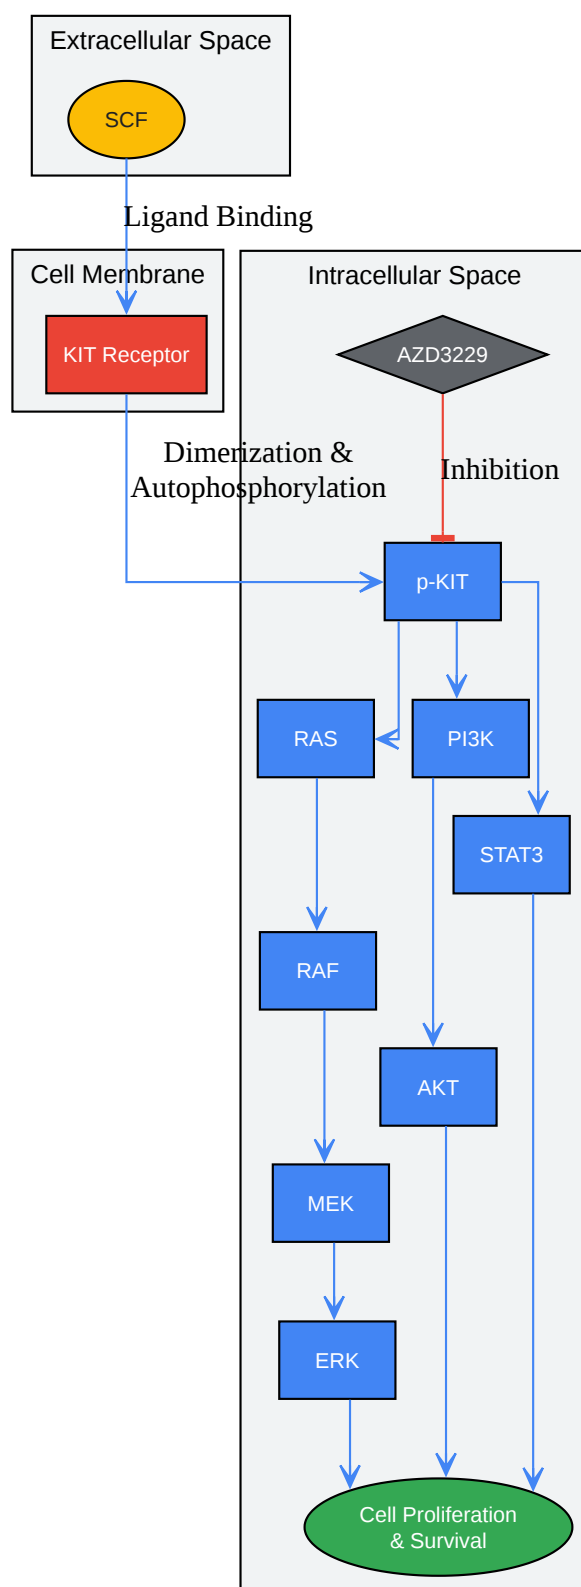 Extracellular Space
SCF
Ligand Binding
Cell Membrane
KIT Receptor
Intracellular Space
AZD3229
Dimerization &
Autophosphorylation
Inhibition
p-KIT
RAS
PI3K
STAT3
RAF
AKT
MEK
ERK
Cell Proliferation
& Survival